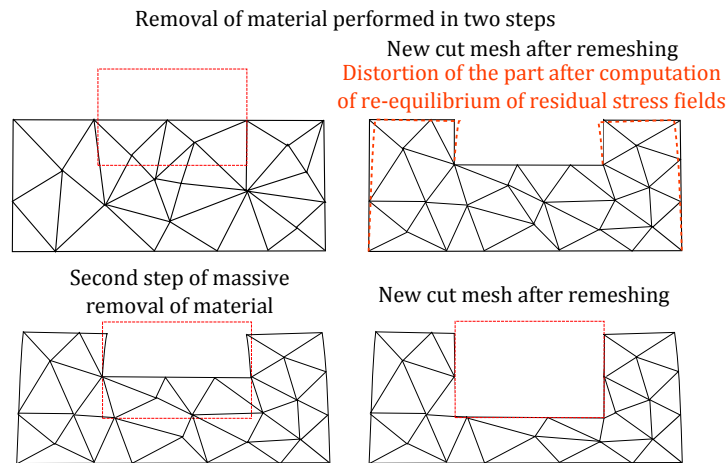 Removal of material performed in two steps
New cut mesh after remeshing
Distortion of the part after computation
of re-equilibrium of residual stress fields
Second step of massive
removal of material
New cut mesh after remeshing